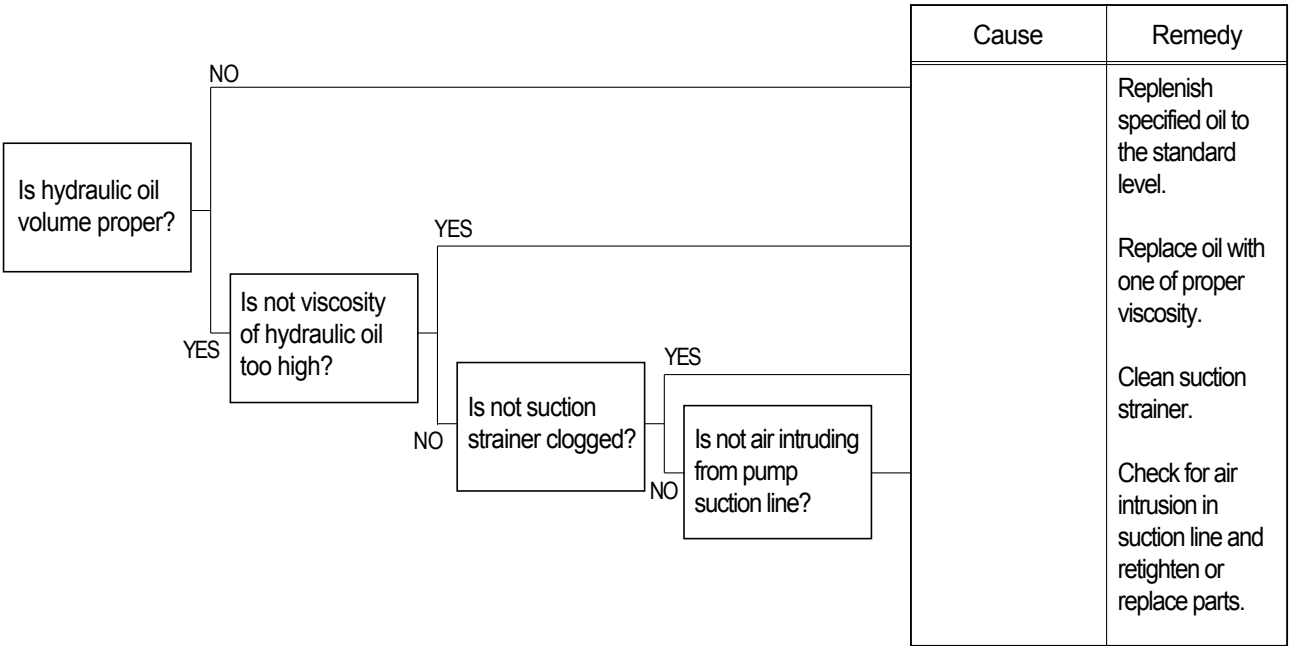 Cause
Remedy
NO
Replenish
specified oil to
the standard
level.
Is hydraulic oil
volume proper?
YES
Replace oil with
one of proper
viscosity.
YES
Is not viscosity
of hydraulic oil
too high?
YES
Clean suction
strainer.
NO
Is not suction
strainer clogged?
NO
Is not air intruding
from pump
suction line?
Check for air
intrusion in
suction line and
retighten or
replace parts.